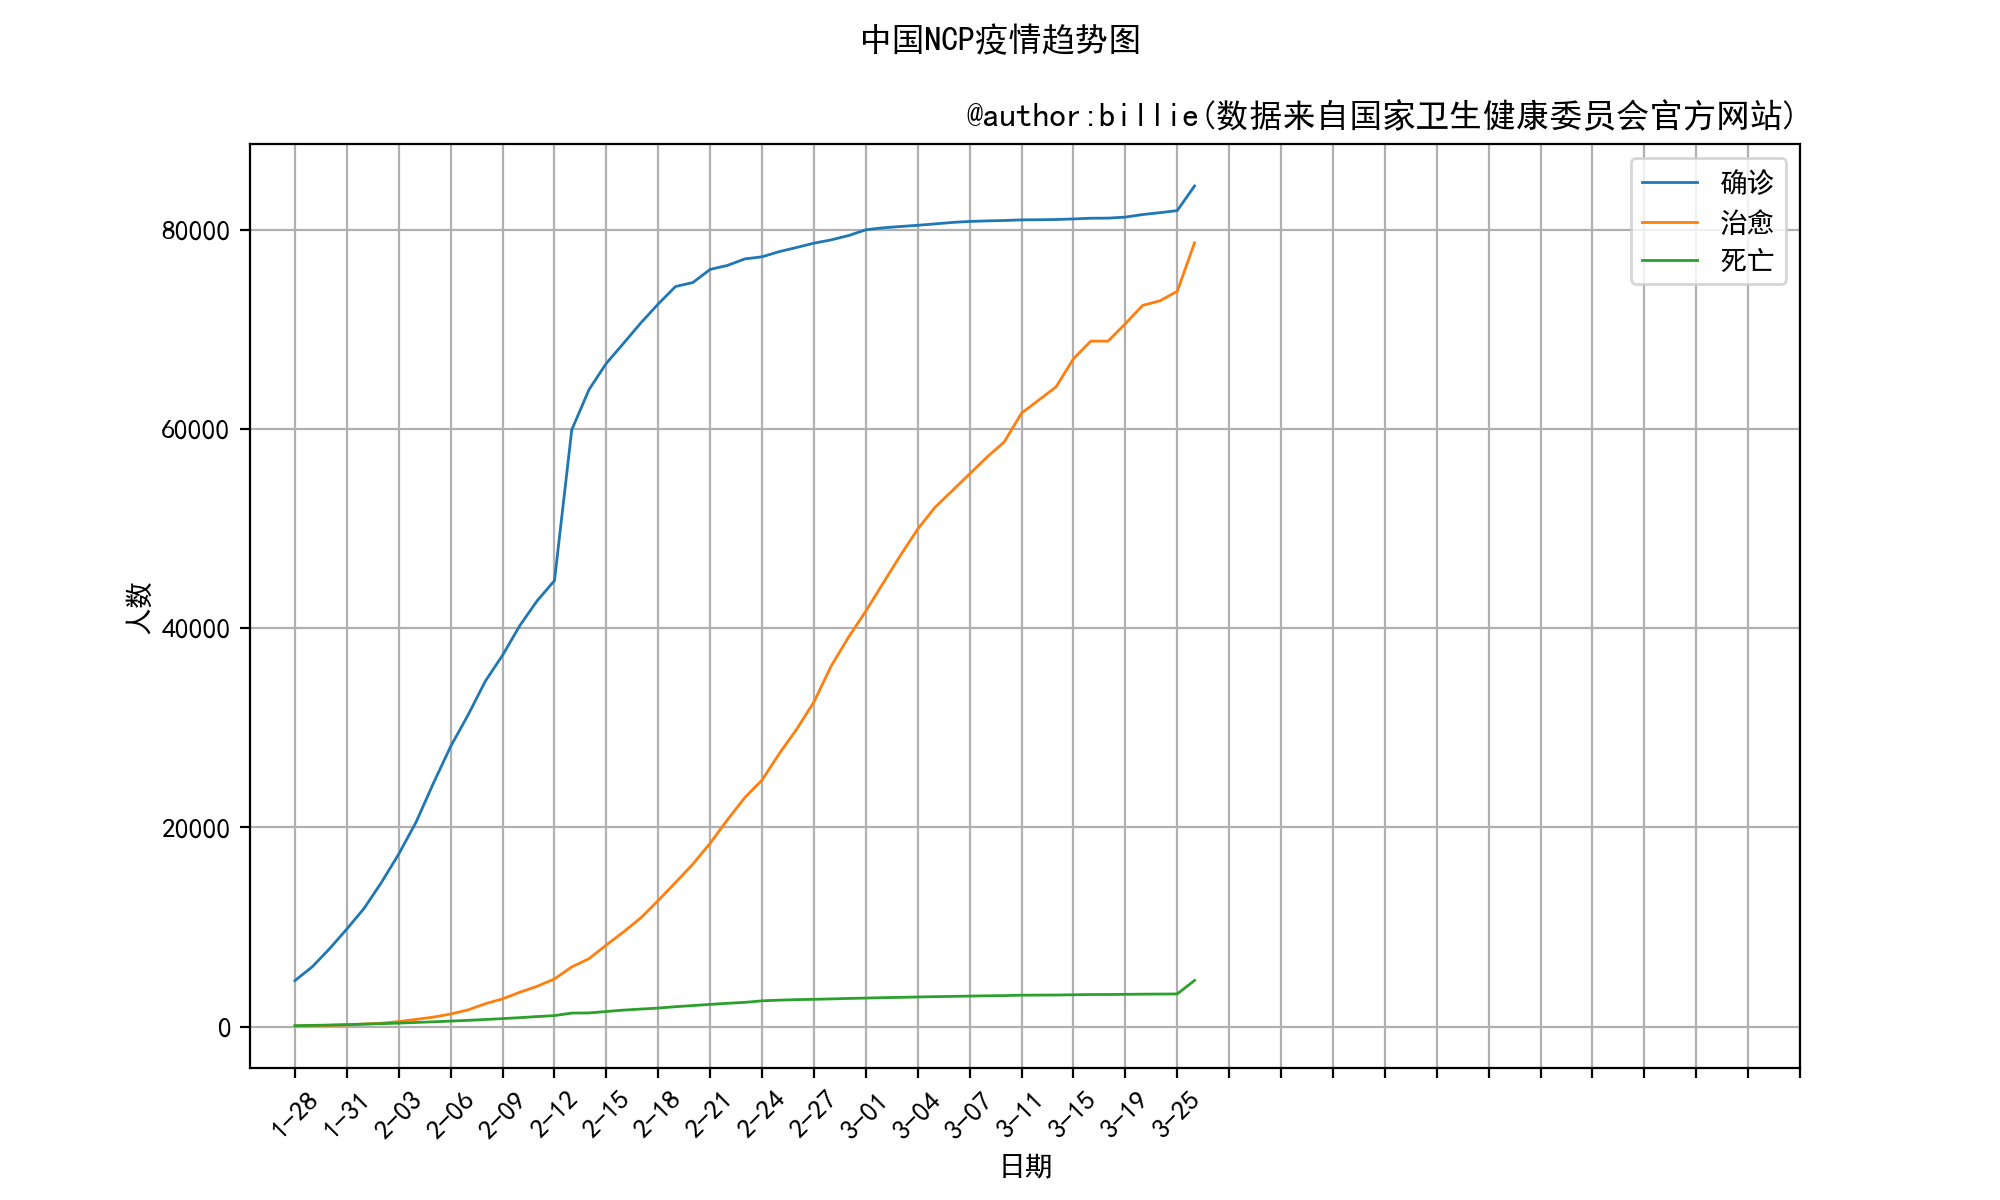 中国NCP疫情趋势图
@author:billie(数据来自国家卫生健康委员会官方网站)
确诊
治愈
死亡
80000
60000
40000
20000
0
人数
1-28 1-31 2-03 2-06 2-09 2-12 2-15 2-18 2-21 2-24 2-27 3-01 3-04 3-07 3-11 3-15 3-19 3-25
日期